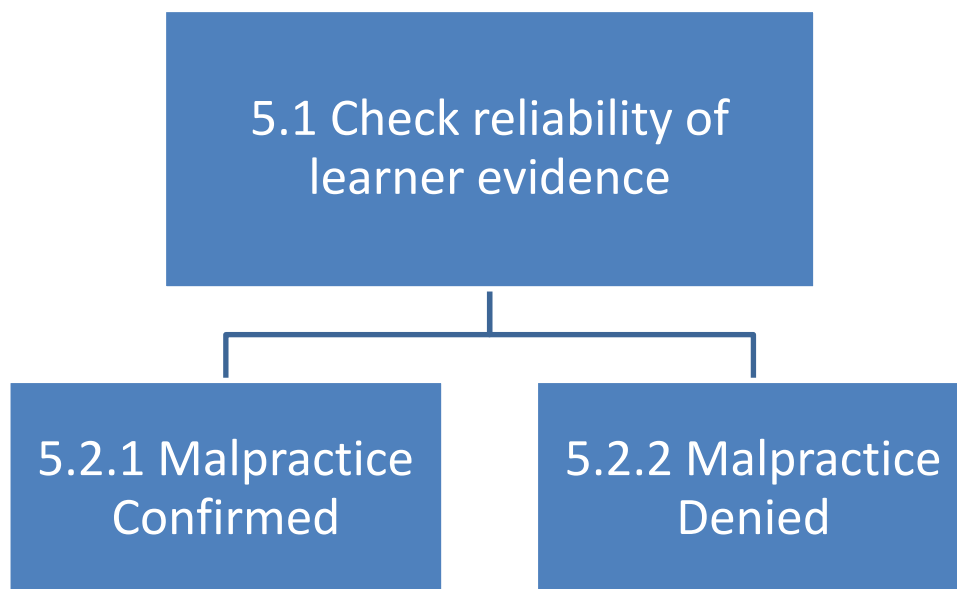 5.1 Check reliability of
learner evidence
5.2.1 Malpractice
Confirmed
5.2.2 Malpractice
Denied